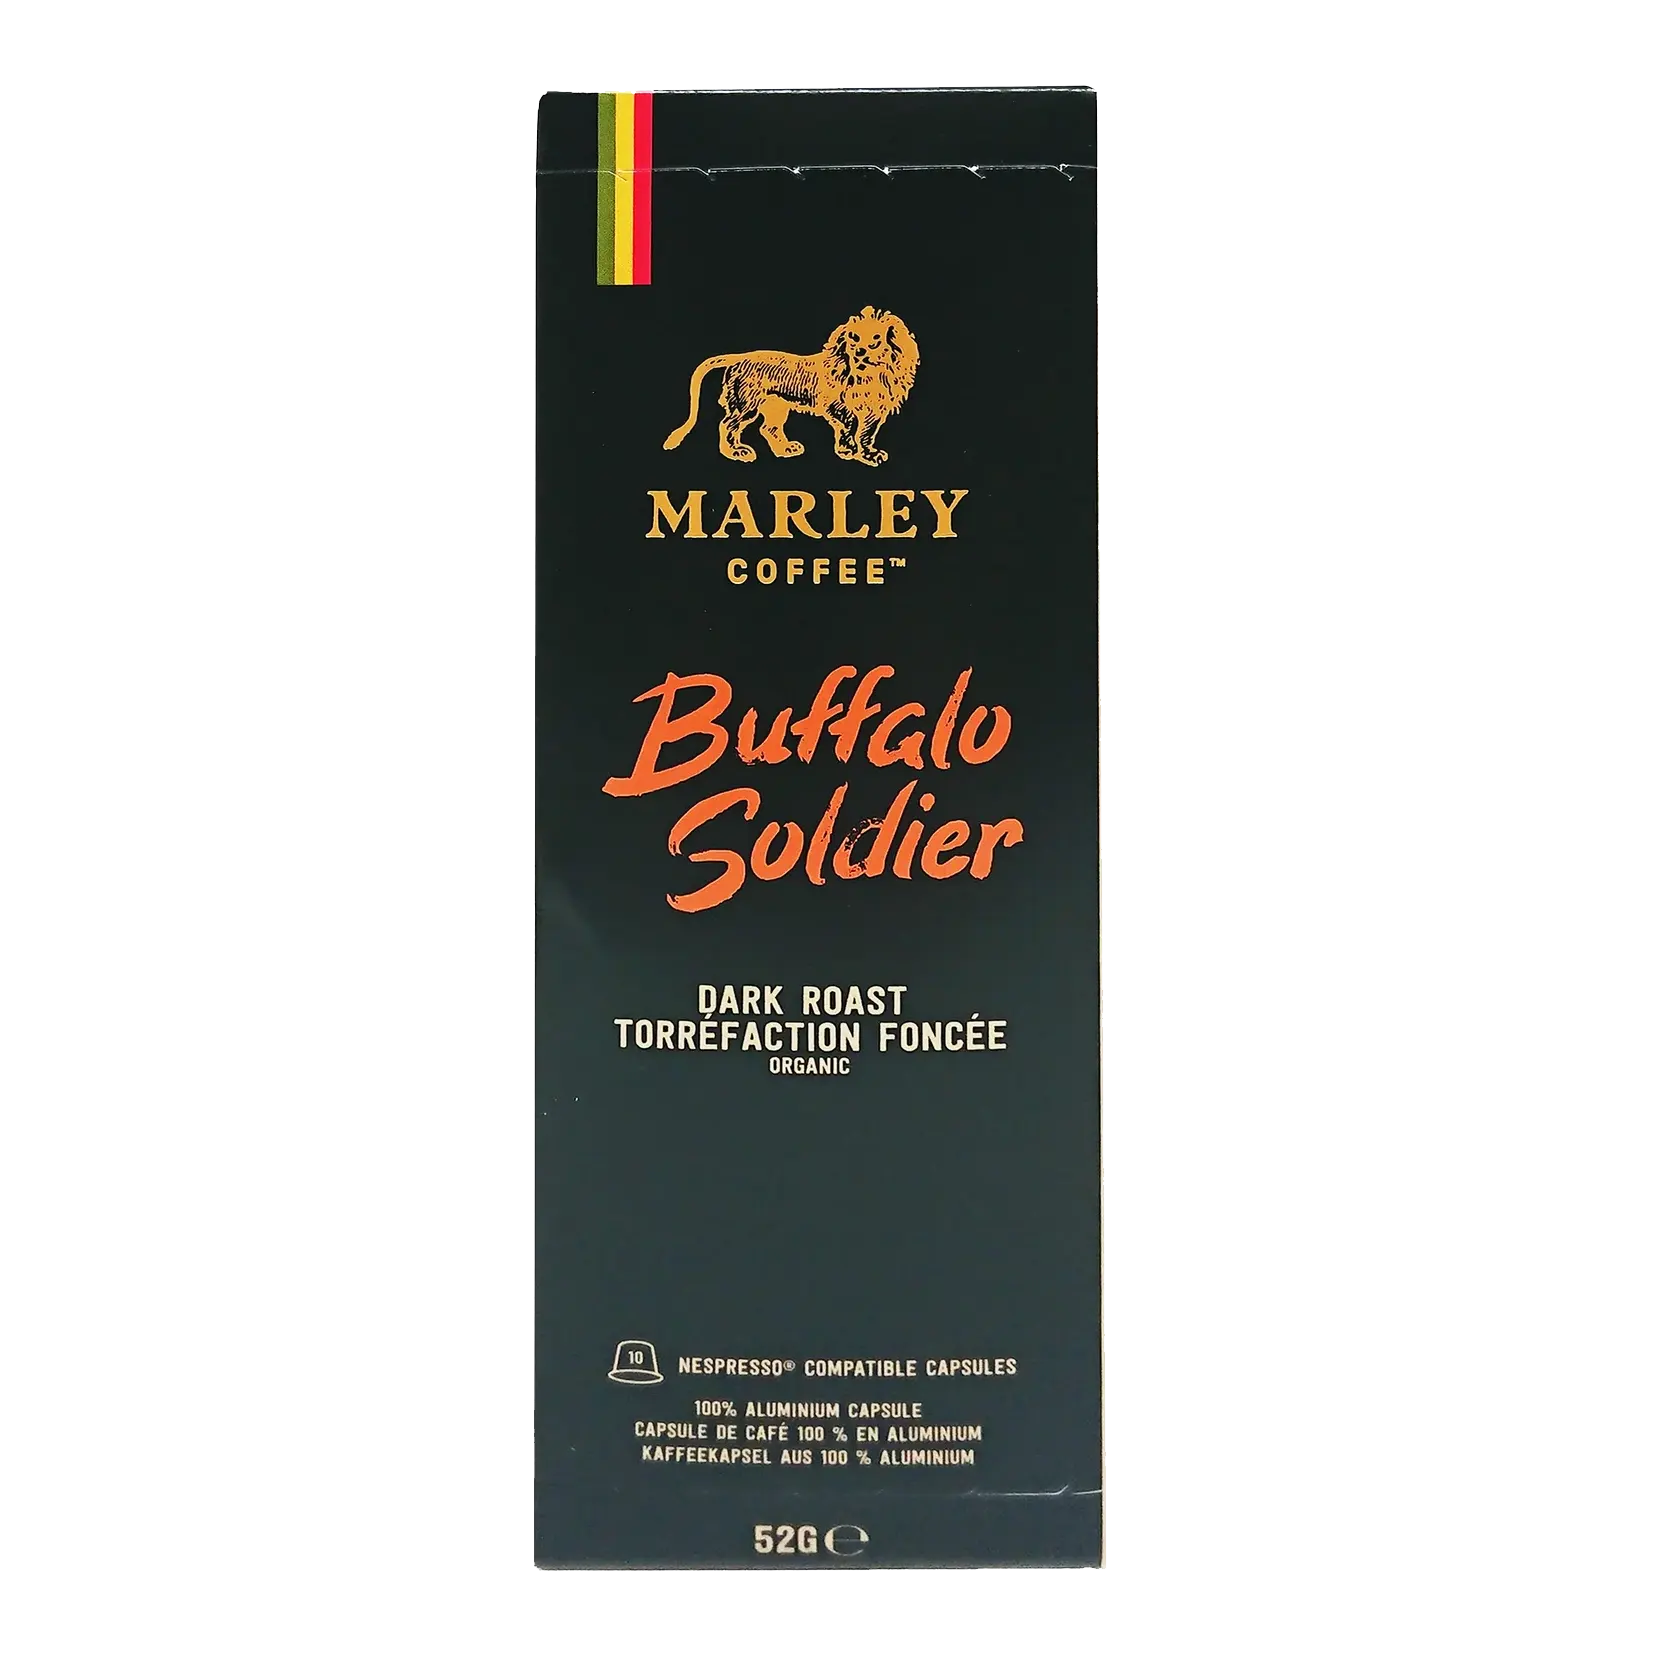 MARLEY
COFFEE™
Buffalo
Soldier
DARK ROAST
TORRÉFACTION FONCÉE
ORGANIC
10 NESPRESSO® COMPATIBLE CAPSULES
100% ALUMINIUM CAPSULE
CAPSULE DE CAFÉ 100 % EN ALUMINIUM
KAFFEEKAPSEL AUS 100 % ALUMINIUM
52G ℮